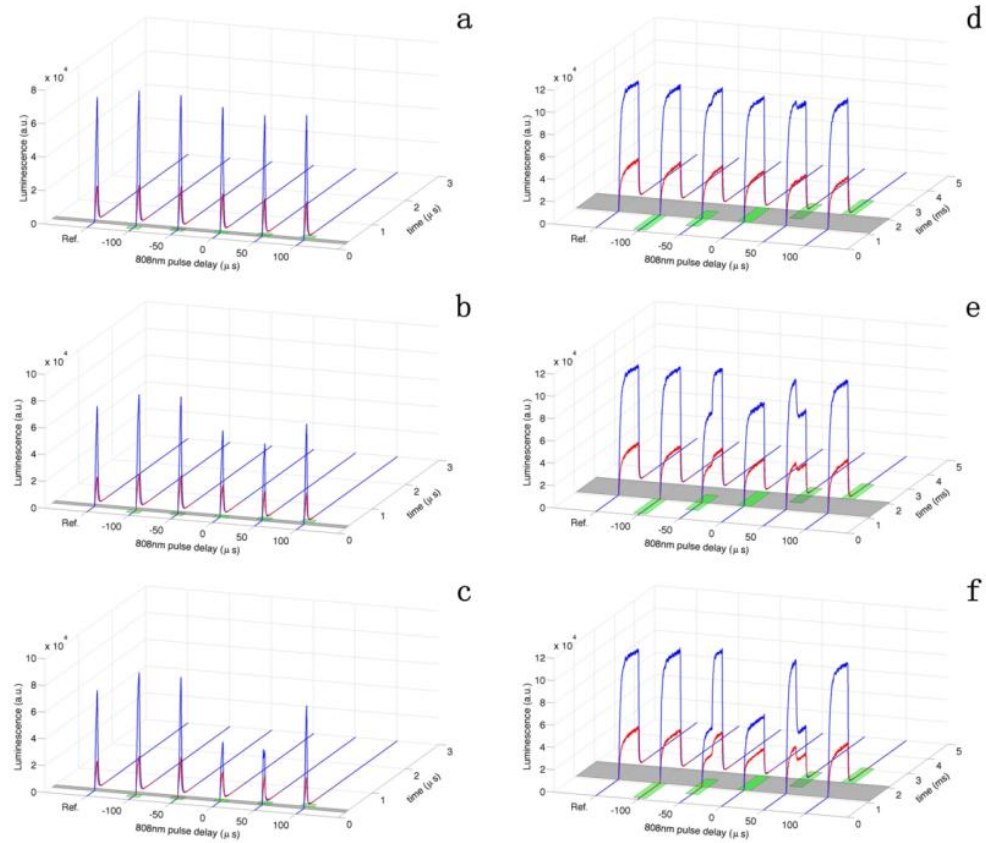 a
x 10⁴
8
6
4
2
0
Luminescence (a.u.)
Ref.
-100
-50
0
50
100
808nm pulse delay (μ s)
0
1
2
3
time (μ s)
d
x 10⁴
12
10
8
6
4
2
0
Luminescence (a.u.)
Ref.
-100
-50
0
50
100
808nm pulse delay (μ s)
0
1
2
3
4
5
time (ms)
b
x 10⁴
10
8
6
4
2
0
Luminescence (a.u.)
Ref.
-100
-50
0
50
100
808nm pulse delay (μ s)
0
1
2
3
time (μ s)
e
x 10⁴
12
10
8
6
4
2
0
Luminescence (a.u.)
Ref.
-100
-50
0
50
100
808nm pulse delay (μ s)
0
1
2
3
4
5
time (ms)
c
x 10⁴
10
8
6
4
2
0
Luminescence (a.u.)
Ref.
-100
-50
0
50
100
808nm pulse delay (μ s)
0
1
2
3
time (μ s)
f
x 10⁴
12
10
8
6
4
2
0
Luminescence (a.u.)
Ref.
-100
-50
0
50
100
808nm pulse delay (μ s)
0
1
2
3
4
5
time (ms)